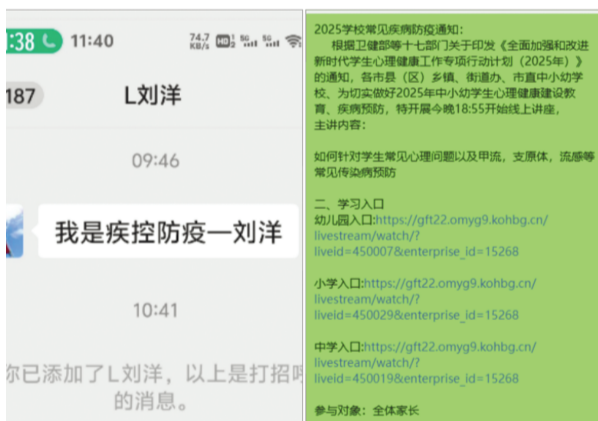 :38
11:40
74.7
KB/s
HD
5G
5G
187
L刘洋
09:46
我是疾控防疫一刘洋
10:41
你已添加了L刘洋，以上是打招呼
的消息。
2025学校常见疾病防疫通知：
根据卫健部等十七部门关于印发《全面加强和改进
新时代学生心理健康工作专项行动计划（2025年）》
的通知，各市县（区）乡镇、街道办、市直中小幼学
校、为切实做好2025年中小幼学生心理健康建设教
育、疾病预防，特开展今晚18:55开始线上讲座，
主讲内容：
如何针对学生常见心理问题以及甲流，支原体，流感等
常见传染病预防
二、学习入口
幼儿园入口:https://gft22.omyg9.kohbg.cn/
livestream/watch/?
liveid=450007&enterprise_id=15268
小学入口:https://gft22.omyg9.kohbg.cn/
livestream/watch/?
liveid=450029&enterprise_id=15268
中学入口:https://gft22.omyg9.kohbg.cn/
livestream/watch/?
liveid=450019&enterprise_id=15268
参与对象：全体家长